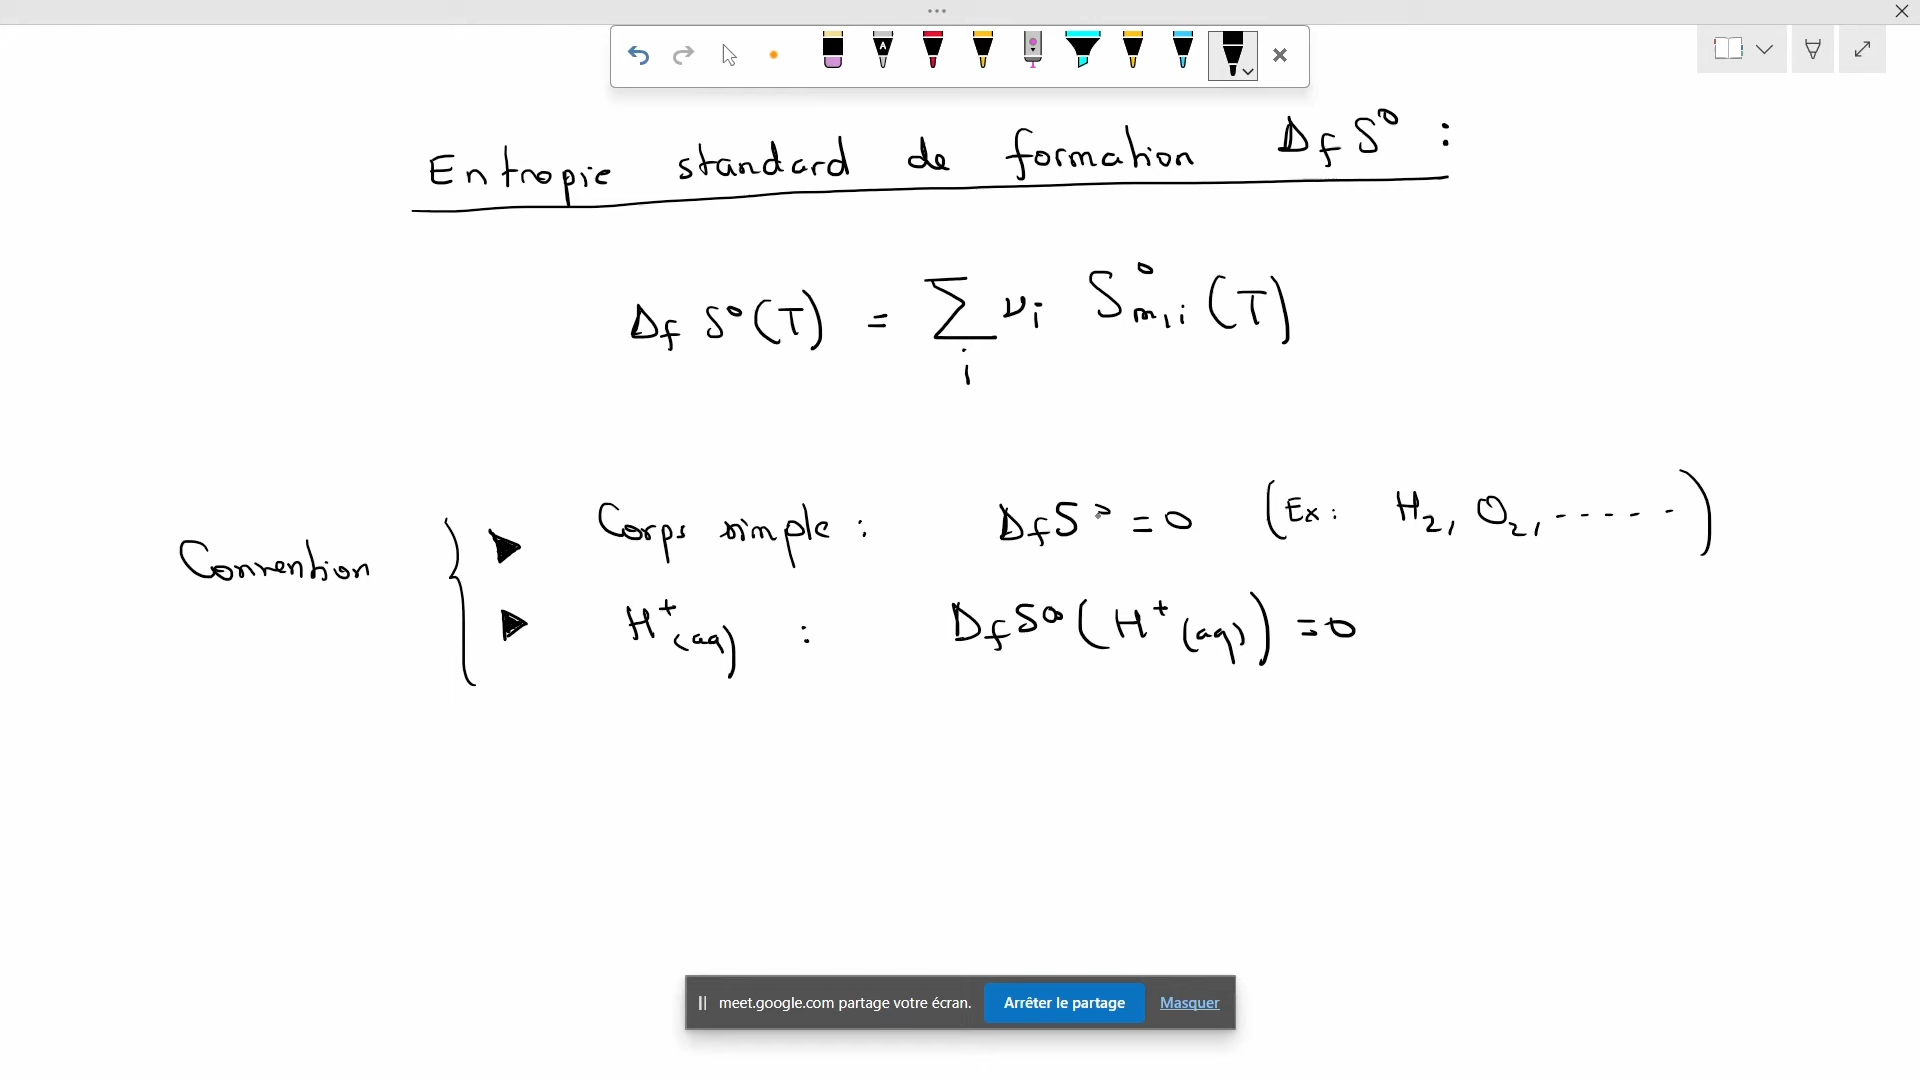 Entropie standard de formation ΔfS° :
Δf S°(T) = ∑i νi S°m,i (T)
Convention
▶ Corps simple : ΔfS° = 0 (Ex : H2, O2, .....)
▶ H+(aq) : ΔfS°(H+(aq)) = 0
meet.google.com partage votre écran. Arrêter le partage Masquer